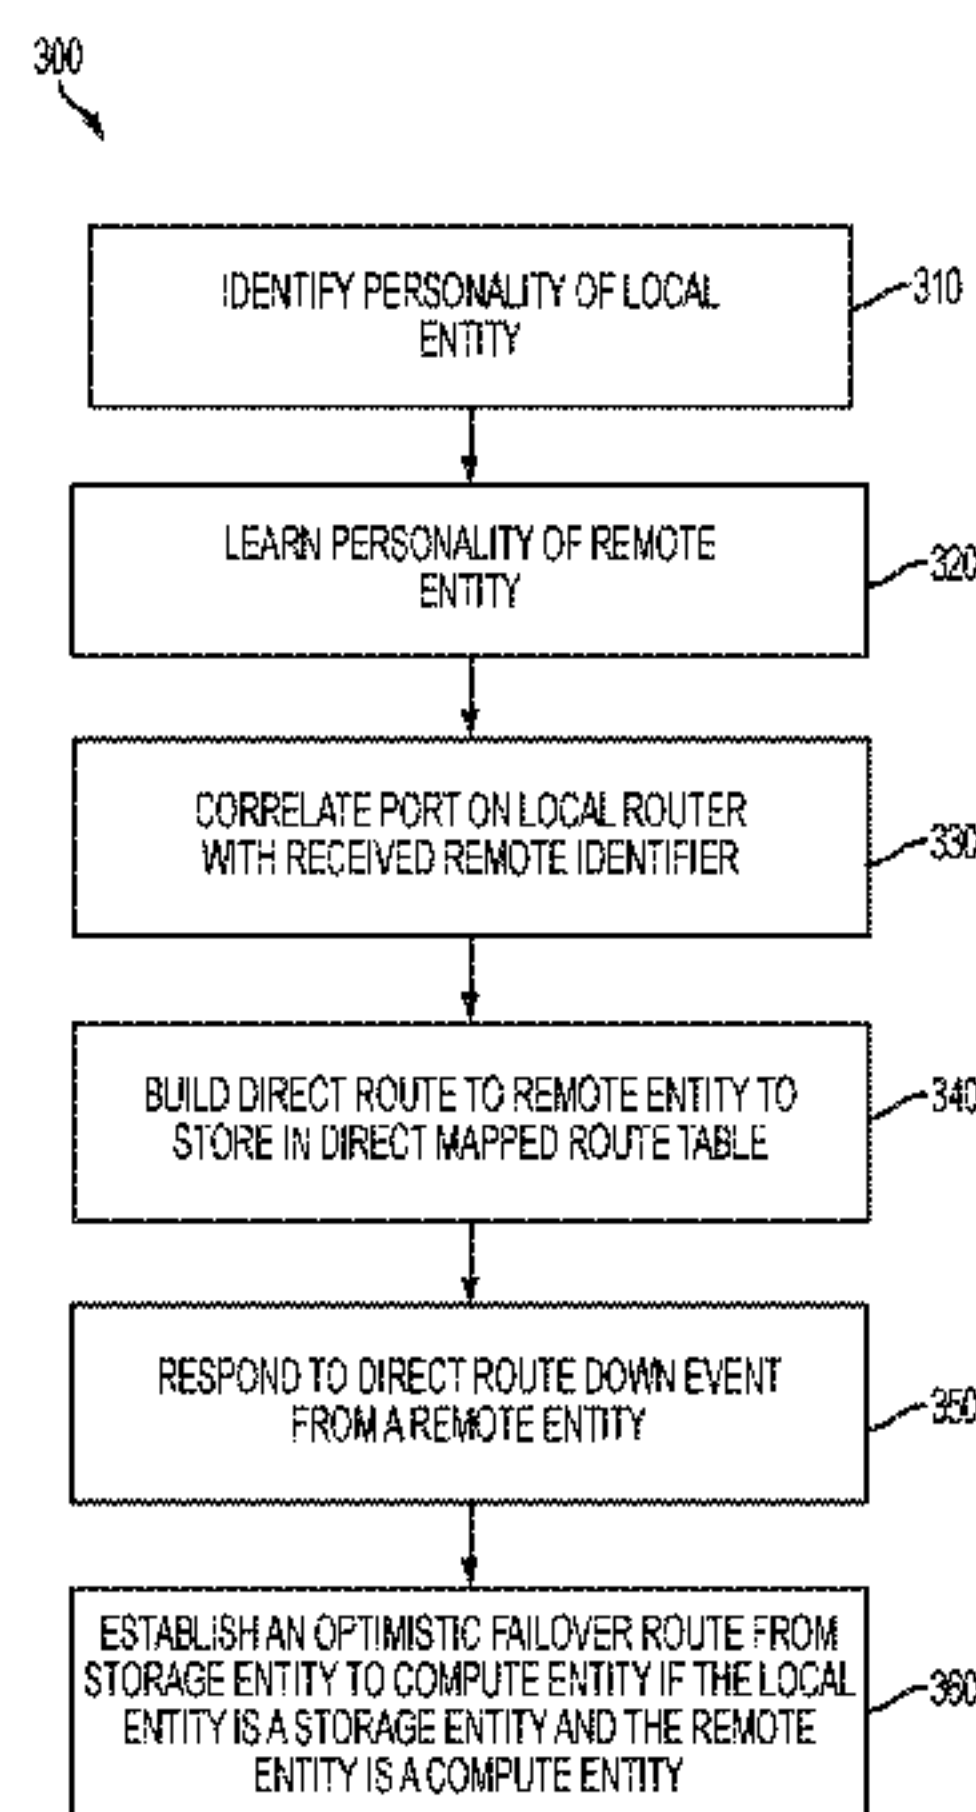 300
IDENTIFY PERSONALITY OF LOCAL
ENTITY
310
LEARN PERSONALITY OF REMOTE
ENTITY
320
CORRELATE PORT ON LOCAL ROUTER
WITH RECEIVED REMOTE IDENTIFIER
330
BUILD DIRECT ROUTE TO REMOTE ENTITY TO
STORE IN DIRECT MAPPED ROUTE TABLE
340
RESPOND TO DIRECT ROUTE DOWN EVENT
FROM A REMOTE ENTITY
350
ESTABLISH AN OPTIMISTIC FAILOVER ROUTE FROM
STORAGE ENTITY TO COMPUTE ENTITY IF THE LOCAL
ENTITY IS A STORAGE ENTITY AND THE REMOTE
ENTITY IS A COMPUTE ENTITY
360